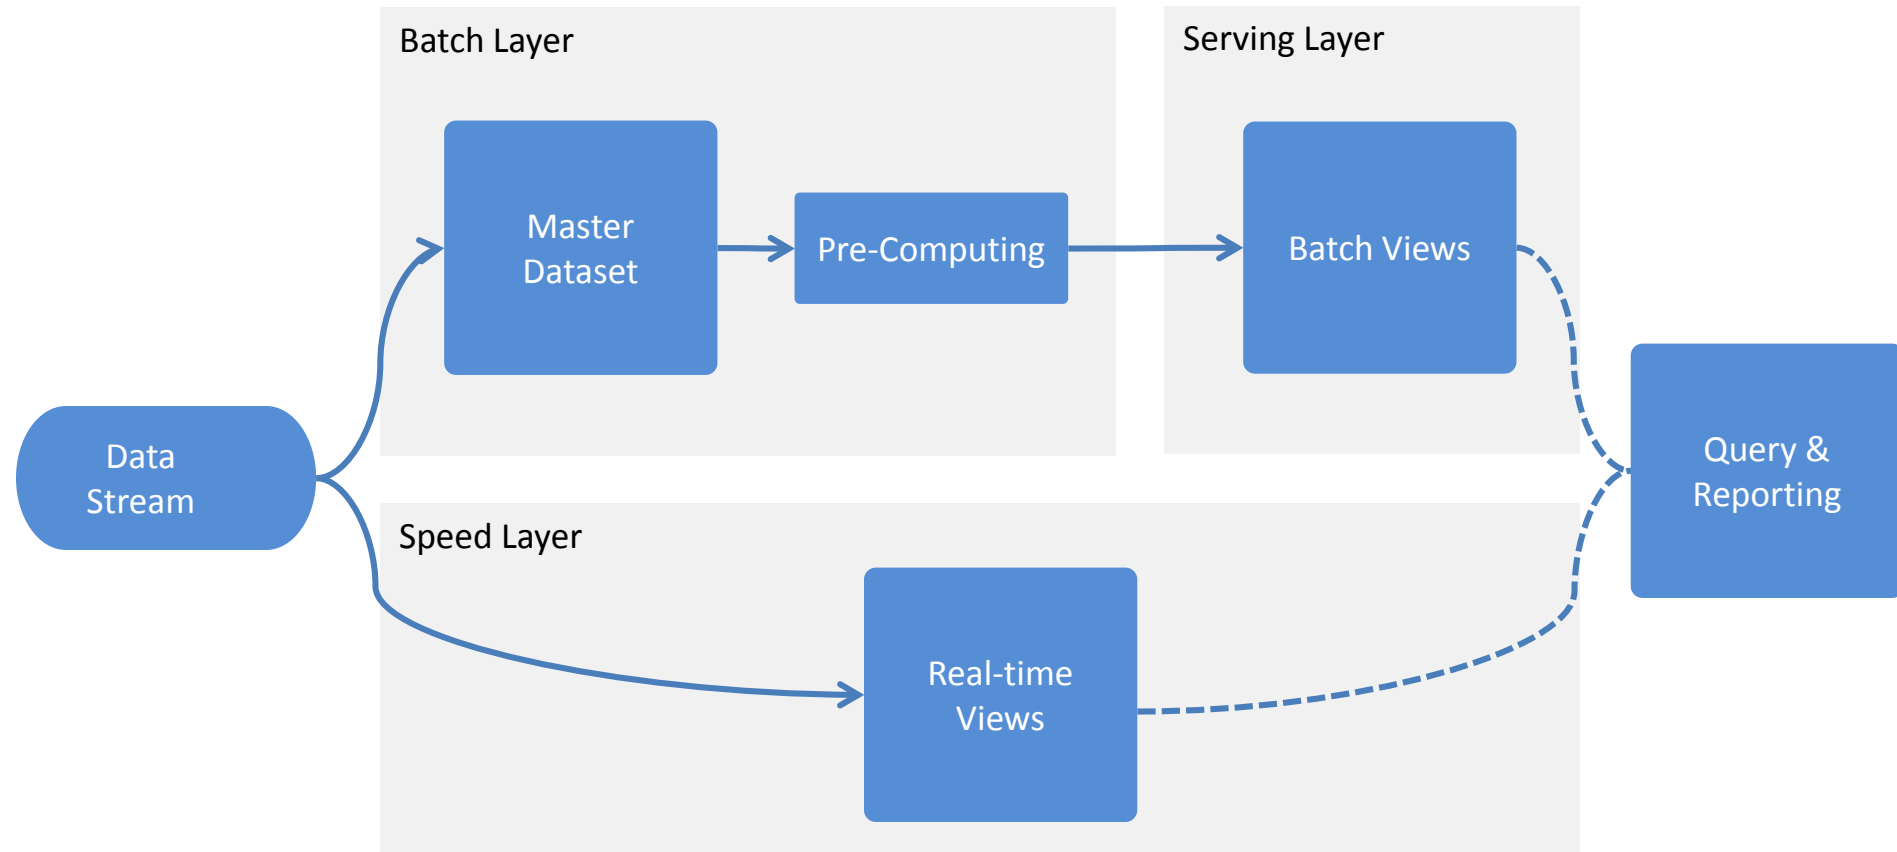 Batch Layer
Serving Layer
Master
Dataset
Pre-Computing
Batch Views
Data
Stream
Query &
Reporting
Speed Layer
Real-time
Views